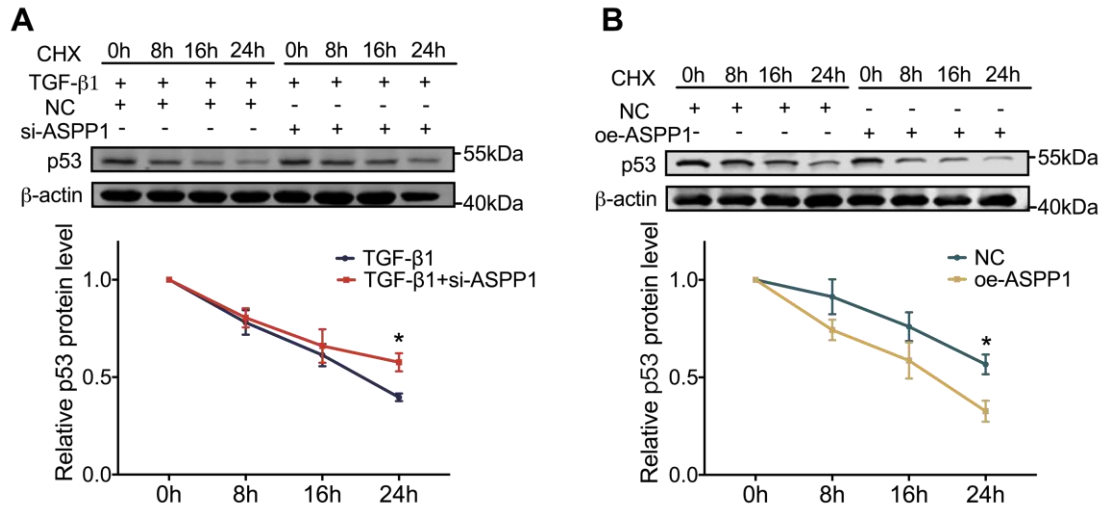 A
CHX 0h 8h 16h 24h 0h 8h 16h 24h
TGF-β1 + + + + + + + +
NC + + + + - - - -
si-ASPP1 - - - - + + + +
p53 -55kDa
β-actin -40kDa
Relative p53 protein level
1.0
0.5
0.0
TGF-β1
TGF-β1+si-ASPP1
*
0h 8h 16h 24h
B
CHX 0h 8h 16h 24h 0h 8h 16h 24h
NC + + + + - - - -
oe-ASPP1 - - - - + + + +
p53 -55kDa
β-actin -40kDa
Relative p53 protein level
1.0
0.5
0.0
NC
oe-ASPP1
*
0h 8h 16h 24h